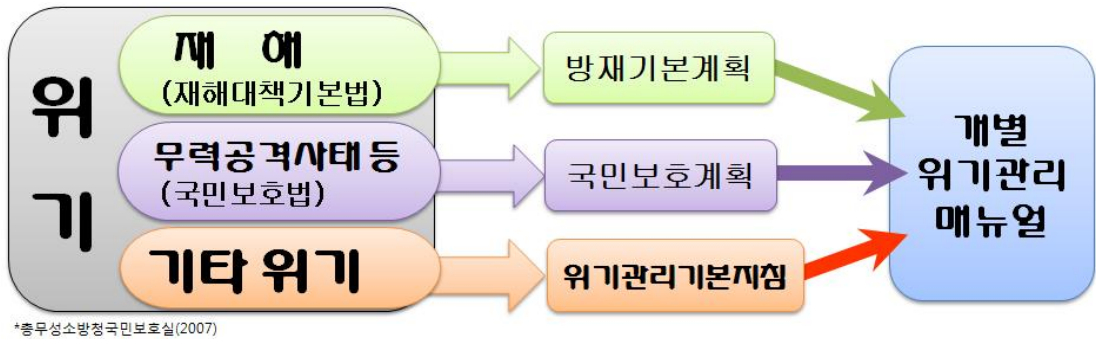 위기
재 해
(재해대책기본법)
방재기본계획
무력공격사태 등
(국민보호법)
국민보호계획
기타 위기
위기관리기본지침
개별
위기관리
매뉴얼
*총무성소방청국민보호실(2007)